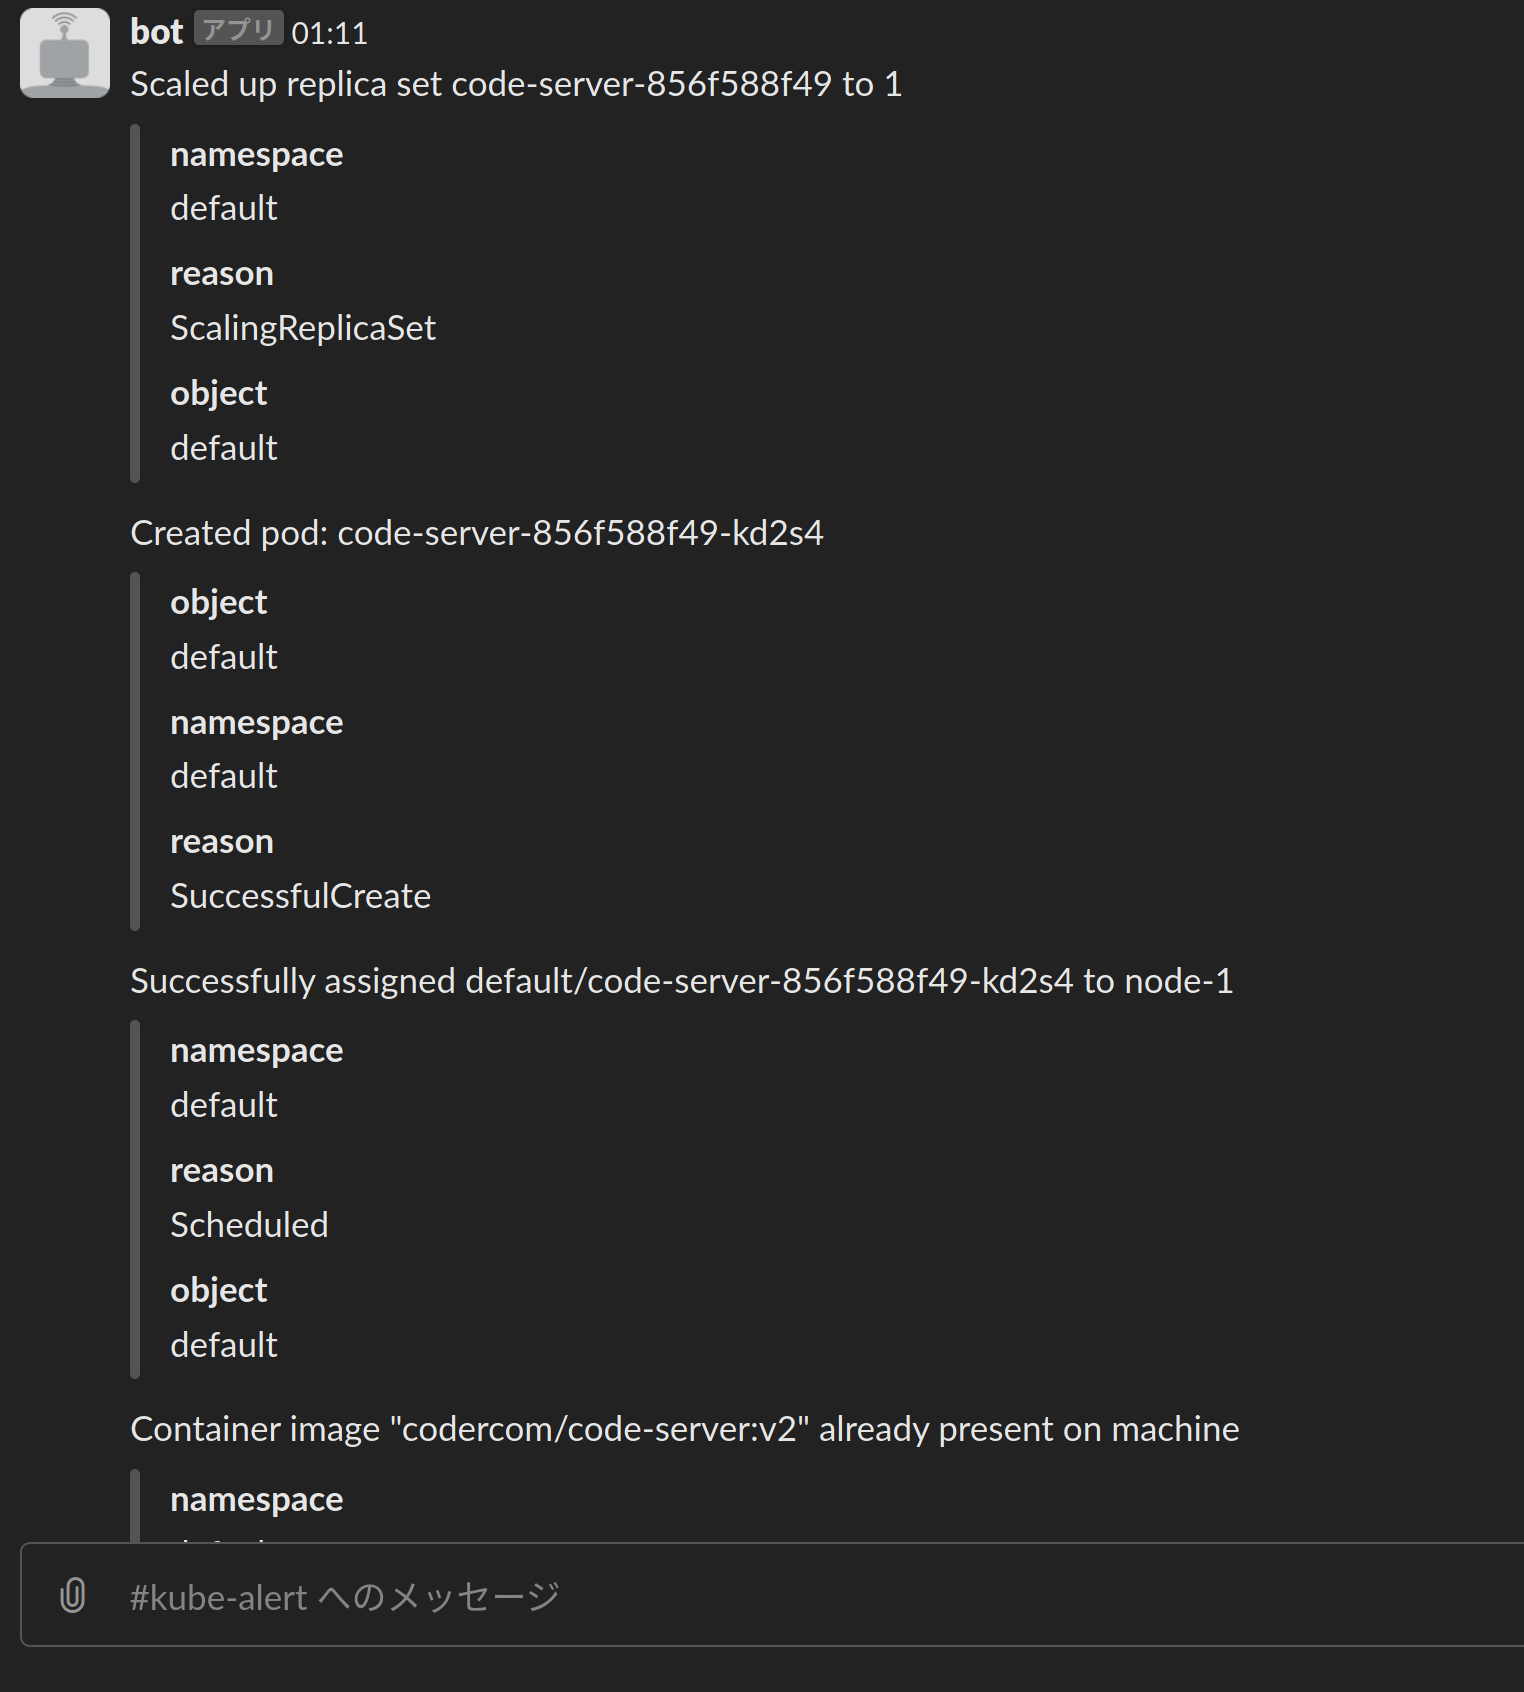 bot アプリ 01:11
Scaled up replica set code-server-856f588f49 to 1
namespace
default
reason
ScalingReplicaSet
object
default
Created pod: code-server-856f588f49-kd2s4
object
default
namespace
default
reason
SuccessfulCreate
Successfully assigned default/code-server-856f588f49-kd2s4 to node-1
namespace
default
reason
Scheduled
object
default
Container image "codercom/code-server:v2" already present on machine
namespace
#kube-alert へのメッセージ